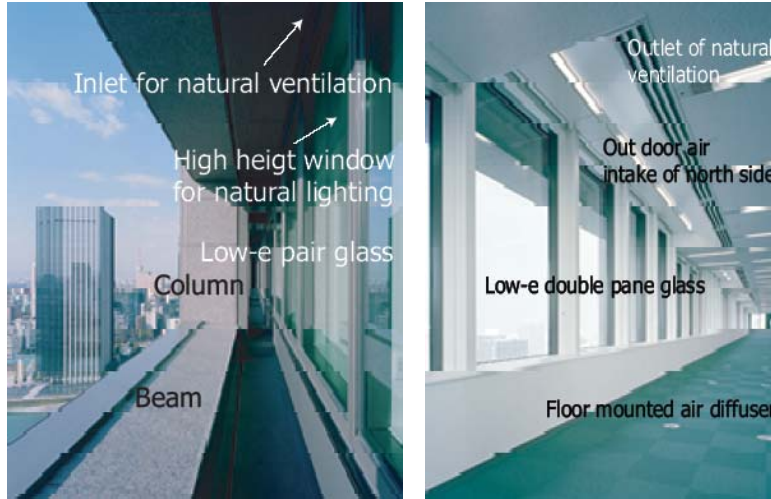 Inlet for natural ventilation
High heigt window
for natural lighting
Low-e pair glass
Column
Beam
Outlet of natural
ventilation
Out door air
intake of north side
Low-e double pane glass
Floor mounted air diffuser